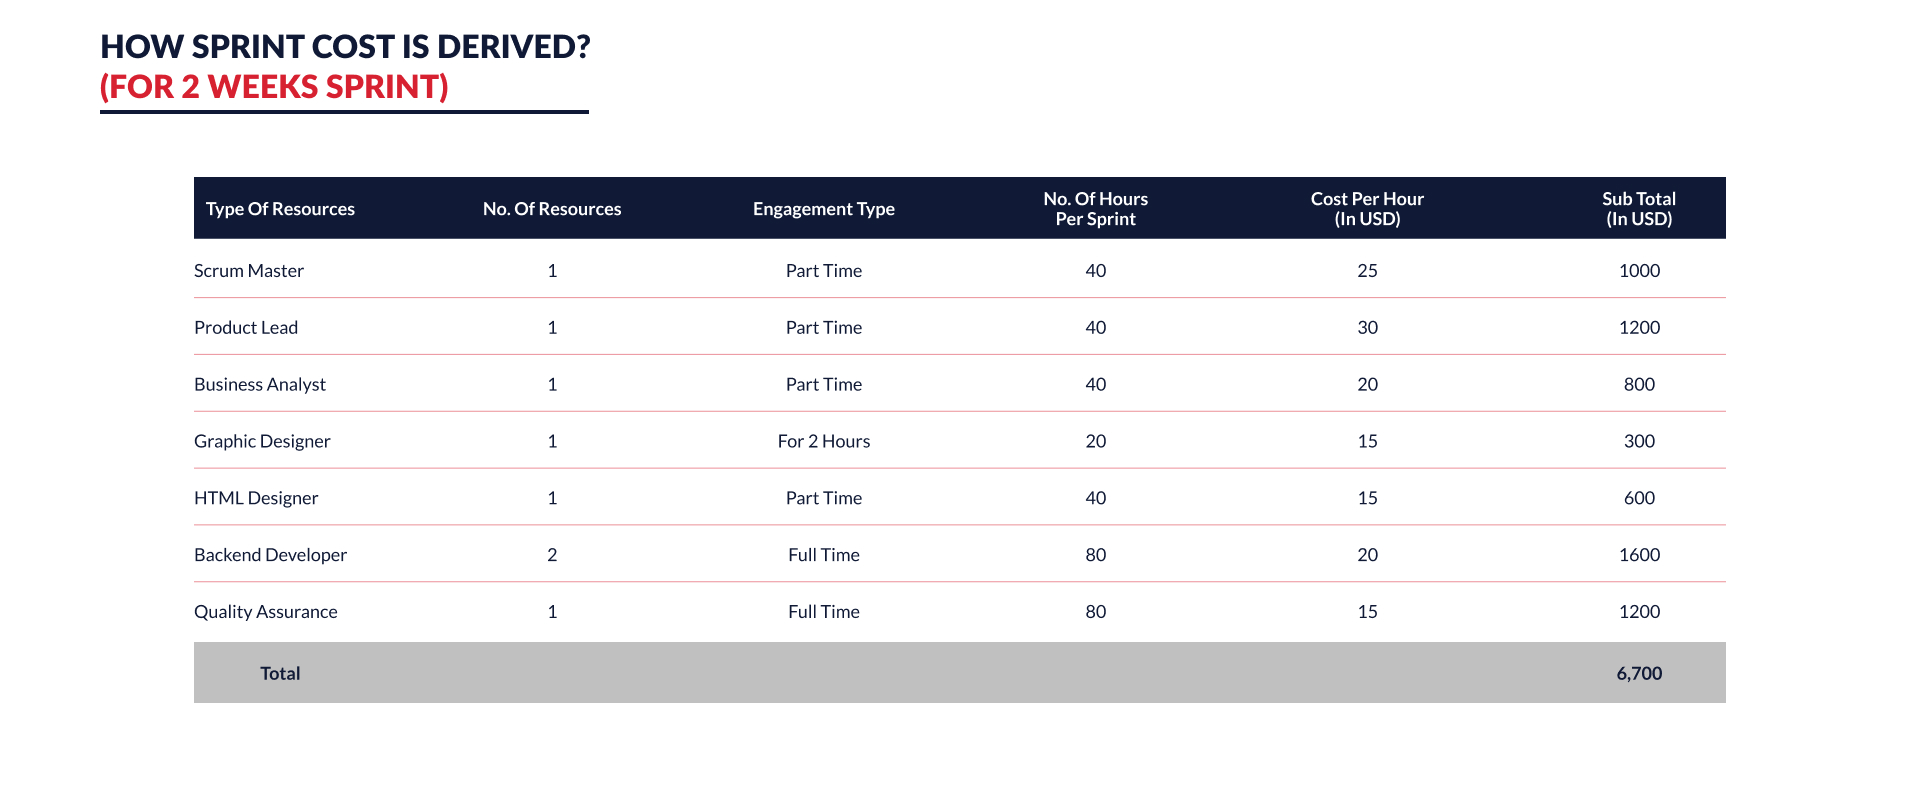 HOW SPRINT COST IS DERIVED?
(FOR 2 WEEKS SPRINT)
Type Of Resources No. Of Resources Engagement Type No. Of Hours Per Sprint Cost Per Hour (In USD) Sub Total (In USD)
Scrum Master 1 Part Time 40 25 1000
Product Lead 1 Part Time 40 30 1200
Business Analyst 1 Part Time 40 20 800
Graphic Designer 1 For 2 Hours 20 15 300
HTML Designer 1 Part Time 40 15 600
Backend Developer 2 Full Time 80 20 1600
Quality Assurance 1 Full Time 80 15 1200
Total 6,700